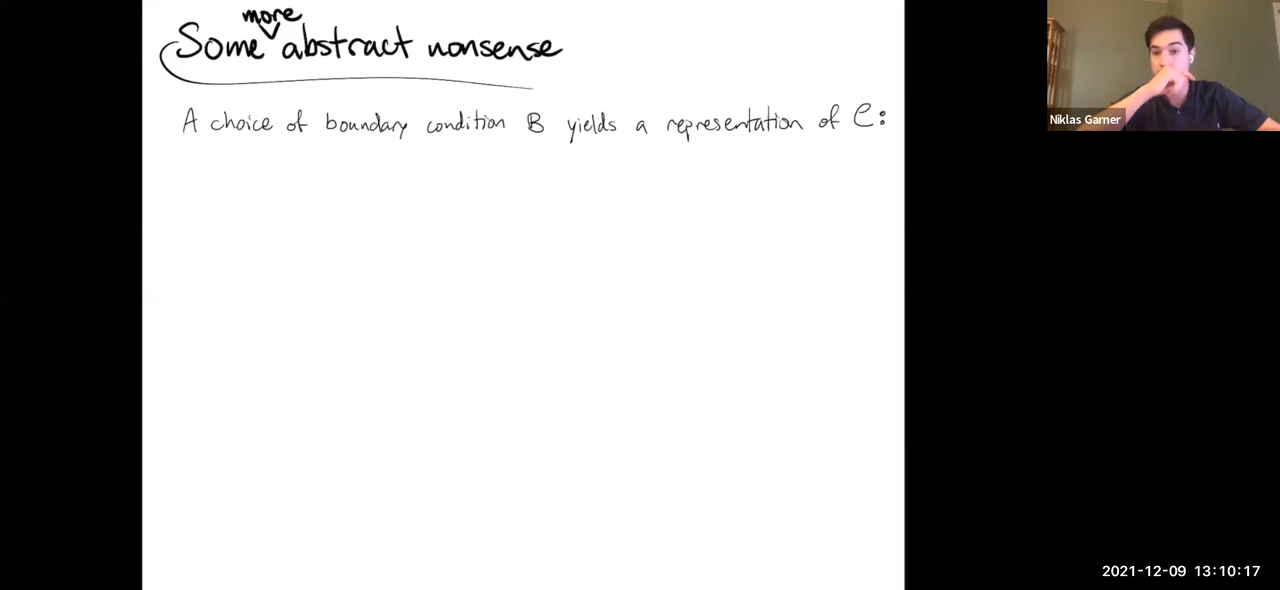 more
Some abstract nonsense
A choice of boundary condition B yields a representation of C:
Niklas Garner
2021-12-09 13:10:17